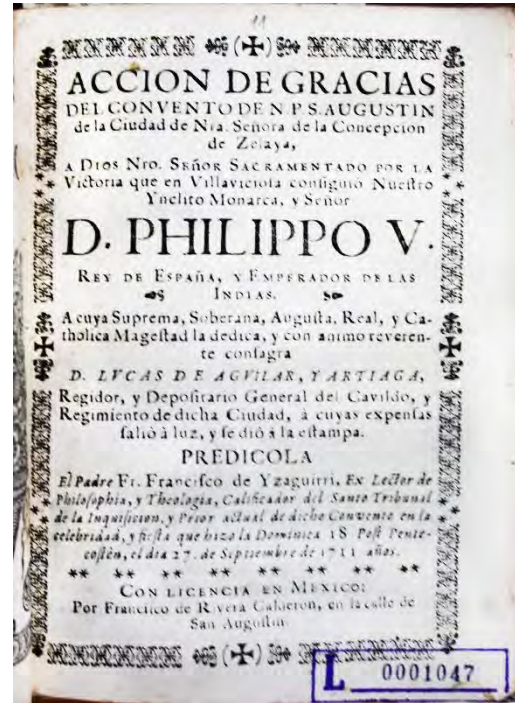 11
ACCION DE GRACIAS
DEL CONVENTO DE N.P.S. AUGUSTIN
de la Ciudad de Nra. Señora de la Concepcion
de Zelaya,
A DIOS NRO. SEÑOR SACRAMENTADO POR LA
Victoria que en Villaviciosa consiguiò Nuestro
Ynclito Monarca, y Señor
D. PHILIPPO V.
REY DE ESPAÑA, Y EMPERADOR DE LAS
INDIAS.
A cuya Suprema, Soberana, Augusta, Real, y Ca-
tholica Magestad la dedica, y con animo reveren-
te consagra
D. LVCAS DE AGVILAR, Y ARTIAGA,
Regidor, y Depositario General del Cavildo, y
Regimiento de dicha Ciudad, à cuyas expensas
saliò à luz, y se diò à la estampa.
PREDICOLA
El Padre Fr. Francisco de Yzaguirri, Ex Lector de
Philosophia, y Theologia, Calificador del Santo Tribunal
de la Inquisicion, y Prior actual de dicho Convento en la
celebridad, y fiesta que hizo la Dominica 18 Post Pente-
costèn, el dia 27. de Septiembre de 1711 años.
CON LICENCIA EN MEXICO:
Por Francisco de Rivera Calderon, en la calle de
San Augustin.
L 0001047